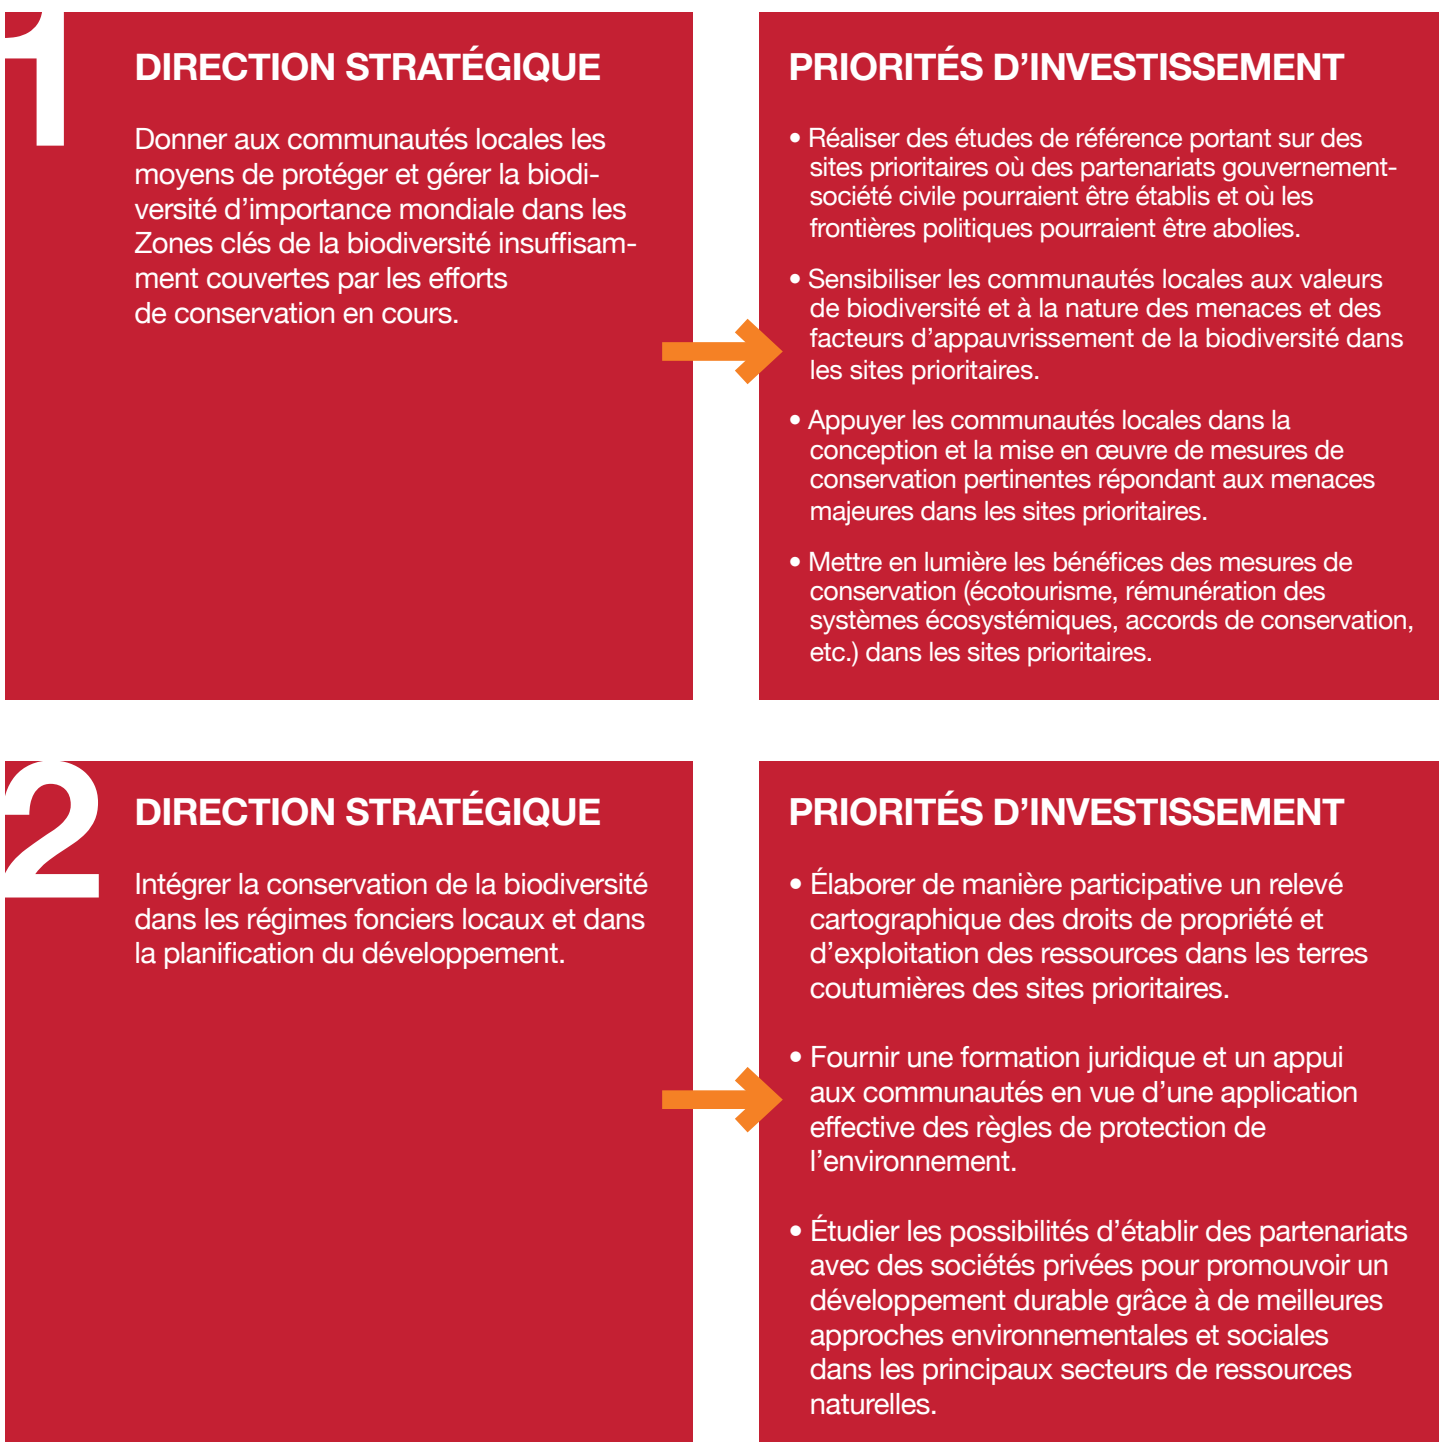 1
DIRECTION STRATÉGIQUE
Donner aux communautés locales les
moyens de protéger et gérer la biodi-
versité d’importance mondiale dans les
Zones clés de la biodiversité insuffisam-
ment couvertes par les efforts
de conservation en cours.
PRIORITÉS D’INVESTISSEMENT
• Réaliser des études de référence portant sur des
sites prioritaires où des partenariats gouvernement-
société civile pourraient être établis et où les
frontières politiques pourraient être abolies.
• Sensibiliser les communautés locales aux valeurs
de biodiversité et à la nature des menaces et des
facteurs d’appauvrissement de la biodiversité dans
les sites prioritaires.
• Appuyer les communautés locales dans la
conception et la mise en œuvre de mesures de
conservation pertinentes répondant aux menaces
majeures dans les sites prioritaires.
• Mettre en lumière les bénéfices des mesures de
conservation (écotourisme, rémunération des
systèmes écosystémiques, accords de conservation,
etc.) dans les sites prioritaires.
2
DIRECTION STRATÉGIQUE
Intégrer la conservation de la biodiversité
dans les régimes fonciers locaux et dans
la planification du développement.
PRIORITÉS D’INVESTISSEMENT
• Élaborer de manière participative un relevé
cartographique des droits de propriété et
d’exploitation des ressources dans les terres
coutumières des sites prioritaires.
• Fournir une formation juridique et un appui
aux communautés en vue d’une application
effective des règles de protection de
l’environnement.
• Étudier les possibilités d’établir des partenariats
avec des sociétés privées pour promouvoir un
développement durable grâce à de meilleures
approches environnementales et sociales
dans les principaux secteurs de ressources
naturelles.